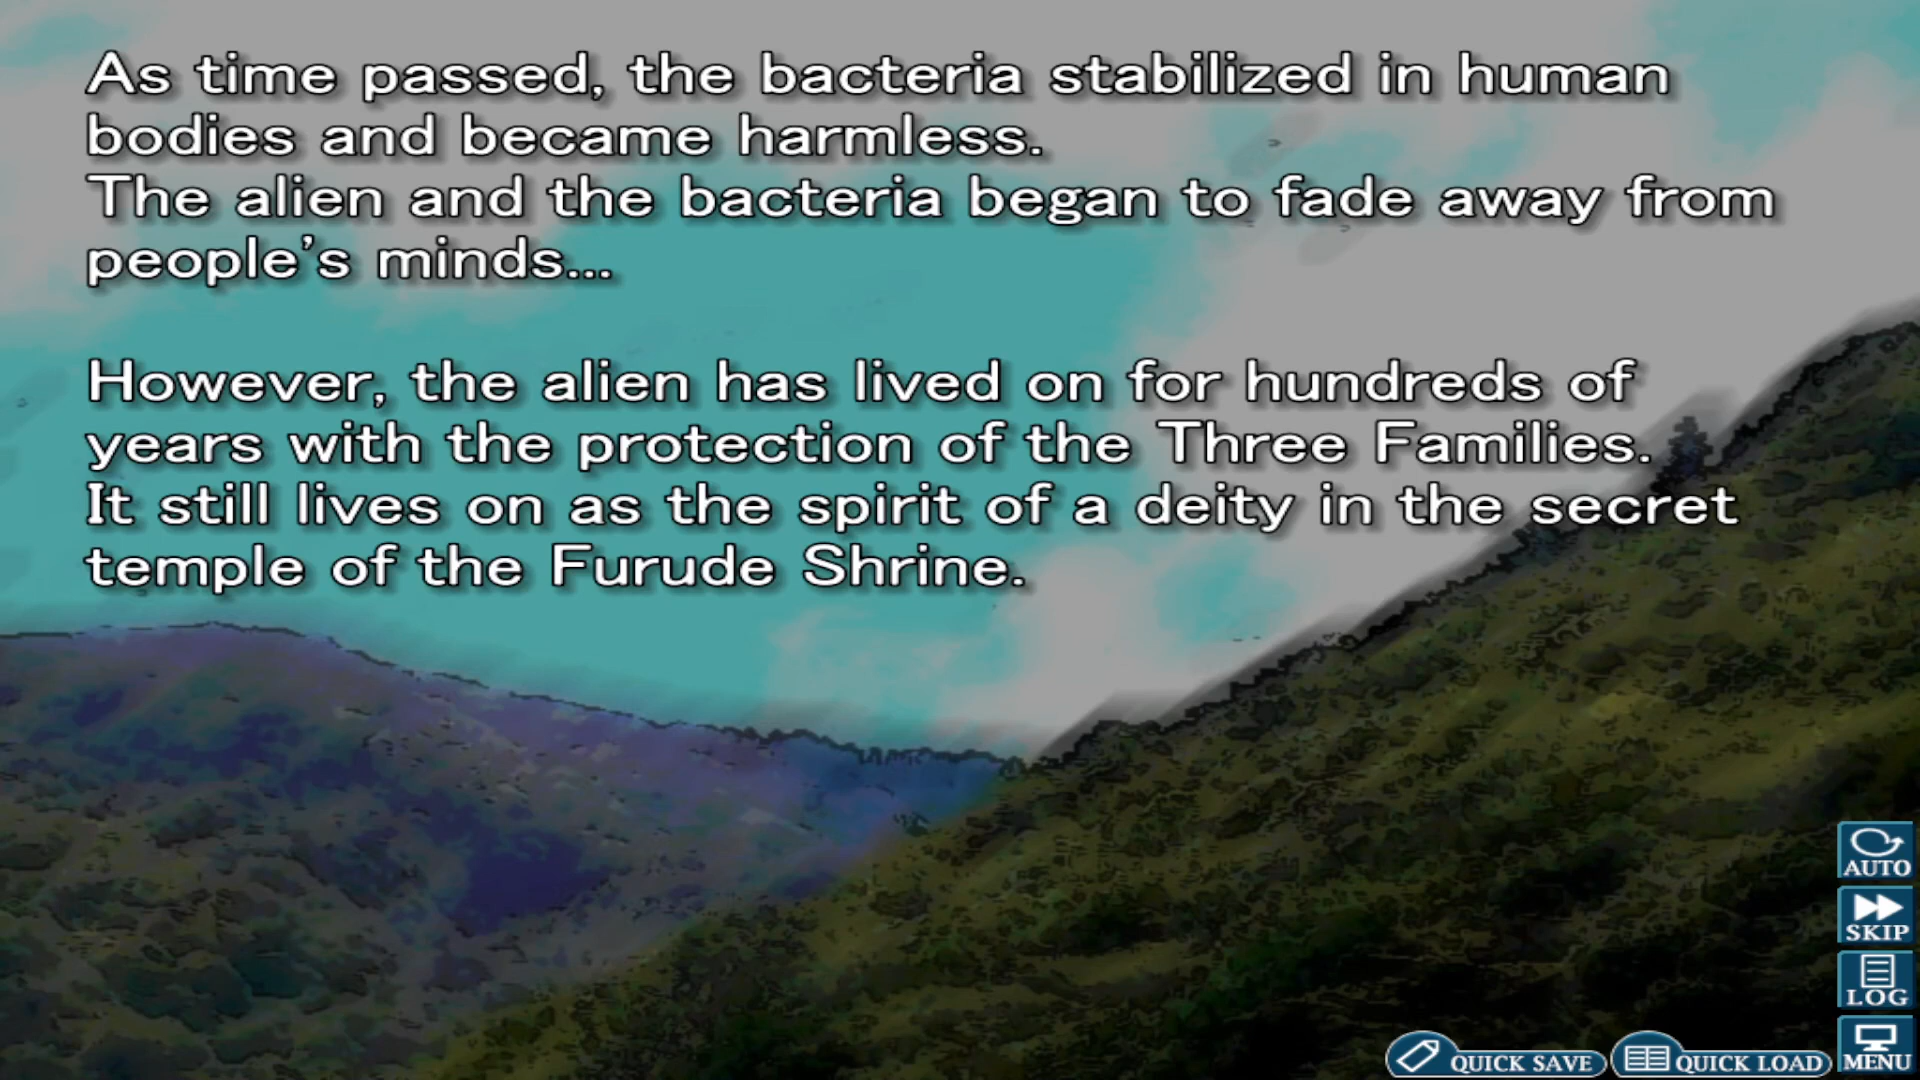 As time passed, the bacteria stabilized in human
bodies and became harmless.
The alien and the bacteria began to fade away from
people's minds...
However, the alien has lived on for hundreds of
years with the protection of the Three Families.
It still lives on as the spirit of a deity in the secret
temple of the Furude Shrine.
AUTO
SKIP
LOG
QUICK SAVE
QUICK LOAD
MENU